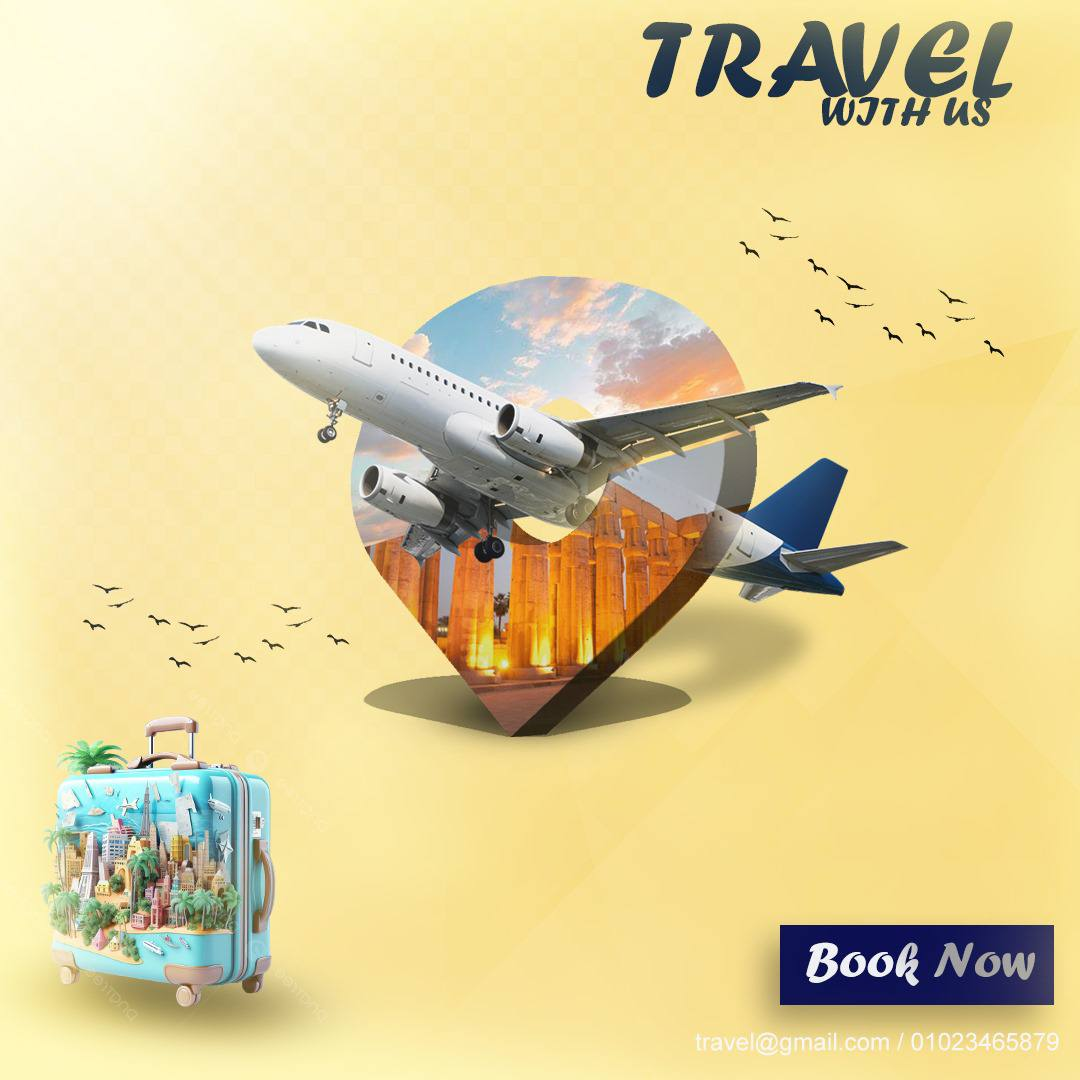 TRAVEL
WITH US
Book Now
travel@gmail.com / 01023465879